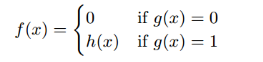 f(x) = { 0 if g(x) = 0
h(x) if g(x) = 1